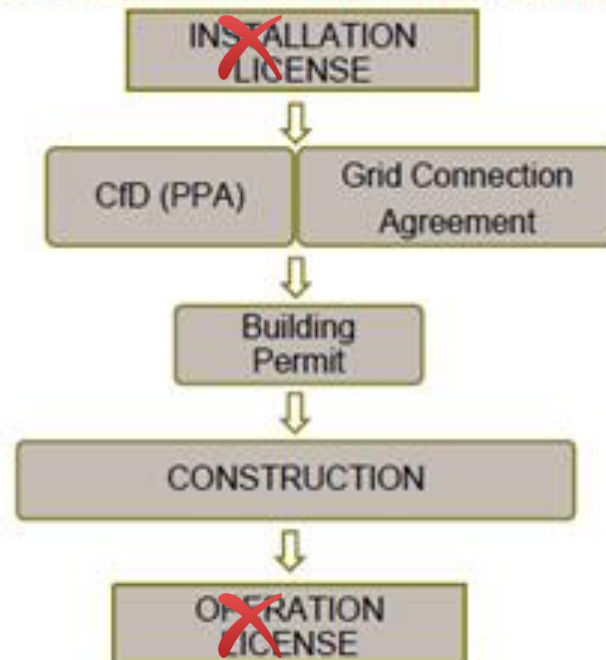 INSTALLATION
LICENSE
CfD (PPA)
Grid Connection
Agreement
Building
Permit
CONSTRUCTION
OPERATION
LICENSE